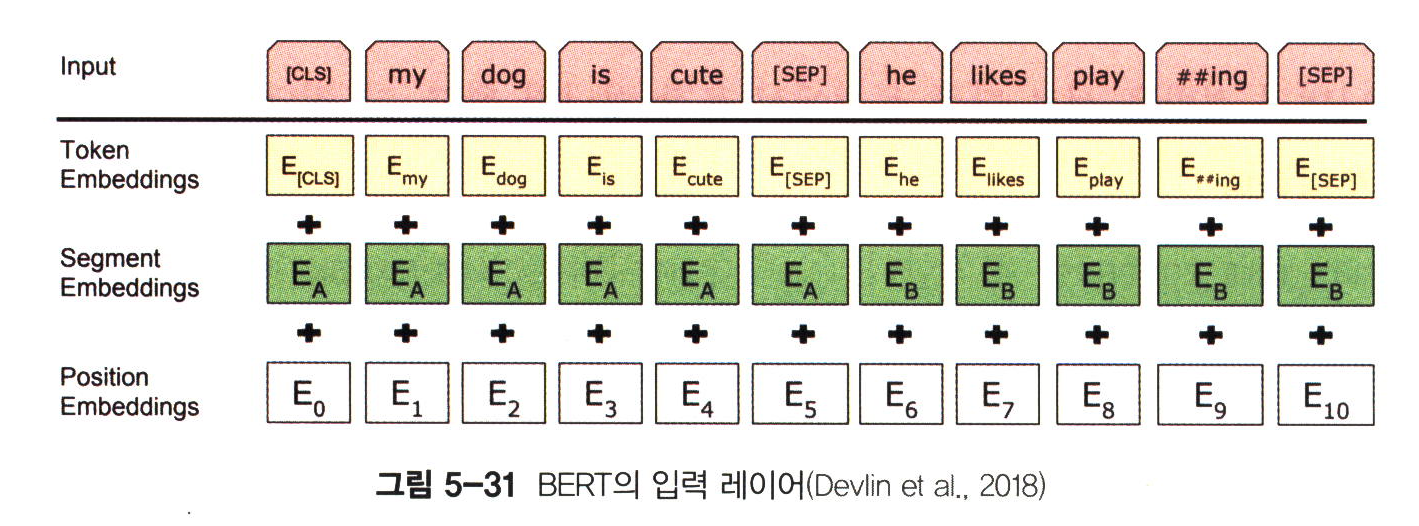 Input [CLS] my dog is cute [SEP] he likes play ##ing [SEP]
Token
Embeddings E[CLS] Emy Edog Eis Ecute E[SEP] Ehe Elikes Eplay E##ing E[SEP]
+ + + + + + + + + + +
Segment
Embeddings EA EA EA EA EA EA EB EB EB EB EB
+ + + + + + + + + + +
Position
Embeddings E0 E1 E2 E3 E4 E5 E6 E7 E8 E9 E10
그림 5-31 BERT의 입력 레이어(Devlin et al., 2018)